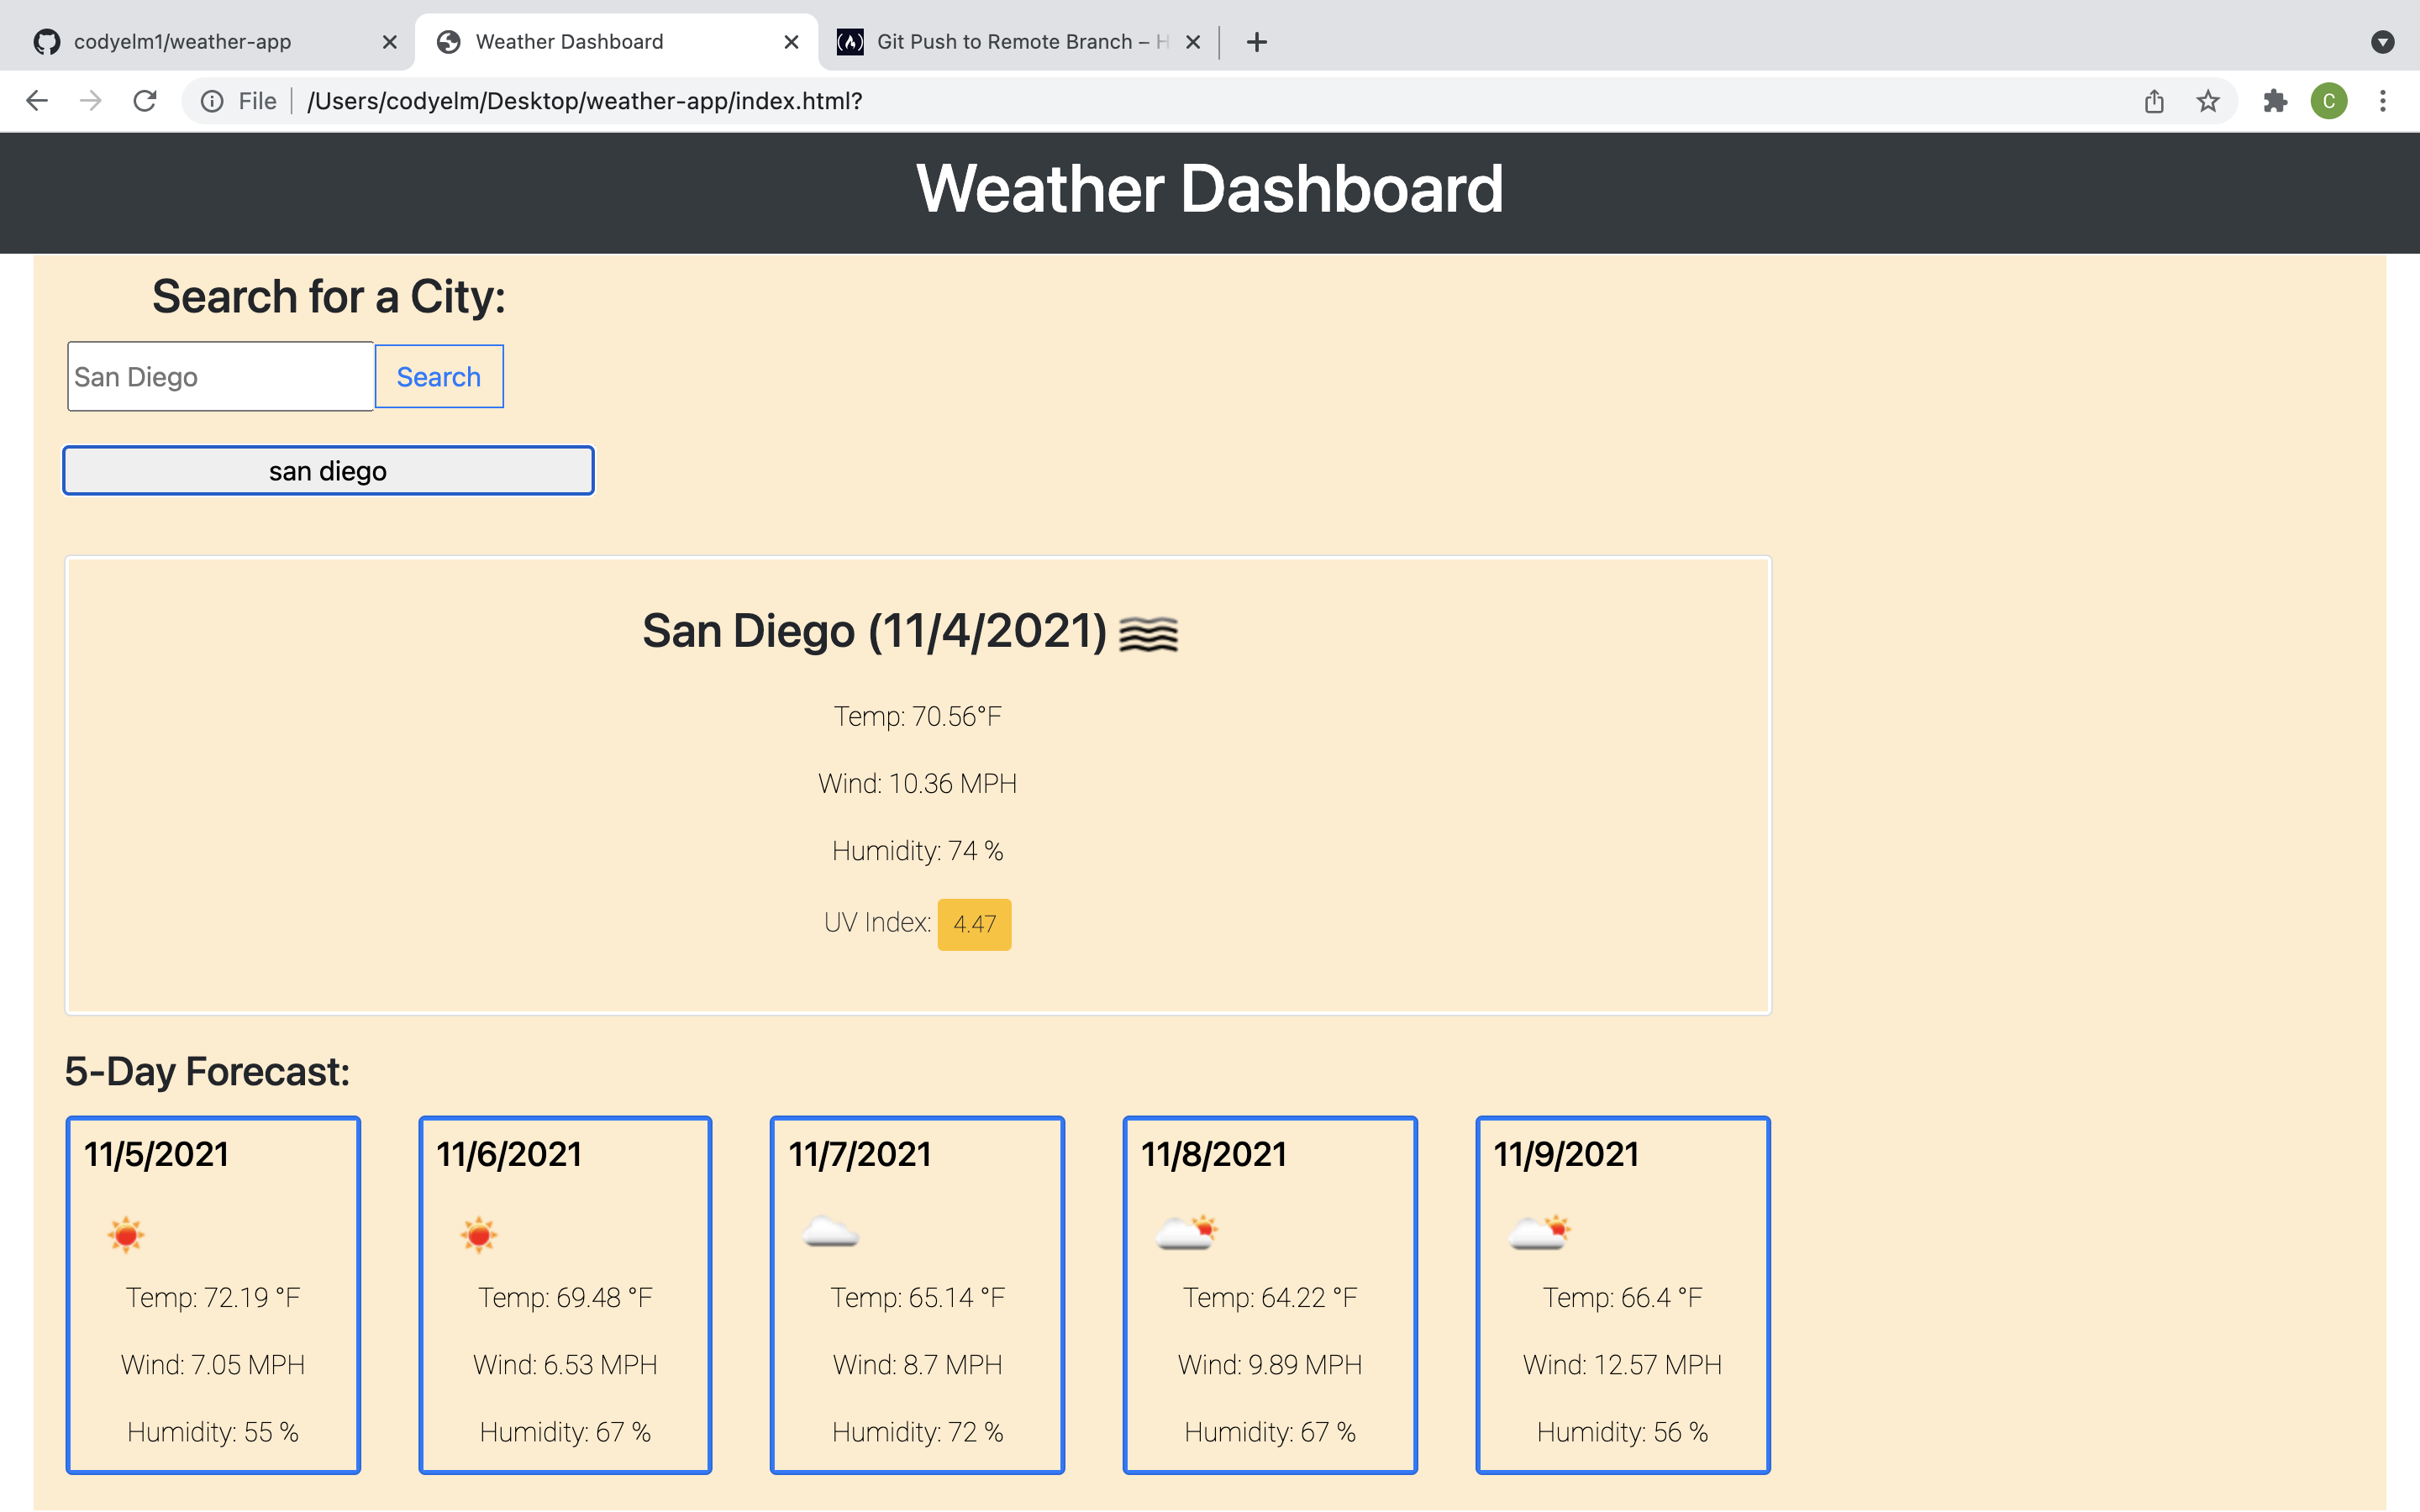 codyelm1/weather-app
Weather Dashboard
Git Push to Remote Branch –
File
/Users/codyelm/Desktop/weather-app/index.html?
C
Weather Dashboard
Search for a City:
San Diego
Search
san diego
San Diego (11/4/2021)
Temp: 70.56°F
Wind: 10.36 MPH
Humidity: 74 %
UV Index: 4.47
5-Day Forecast:
11/5/2021
Temp: 72.19 °F
Wind: 7.05 MPH
Humidity: 55 %
11/6/2021
Temp: 69.48 °F
Wind: 6.53 MPH
Humidity: 67 %
11/7/2021
Temp: 65.14 °F
Wind: 8.7 MPH
Humidity: 72 %
11/8/2021
Temp: 64.22 °F
Wind: 9.89 MPH
Humidity: 67 %
11/9/2021
Temp: 66.4 °F
Wind: 12.57 MPH
Humidity: 56 %